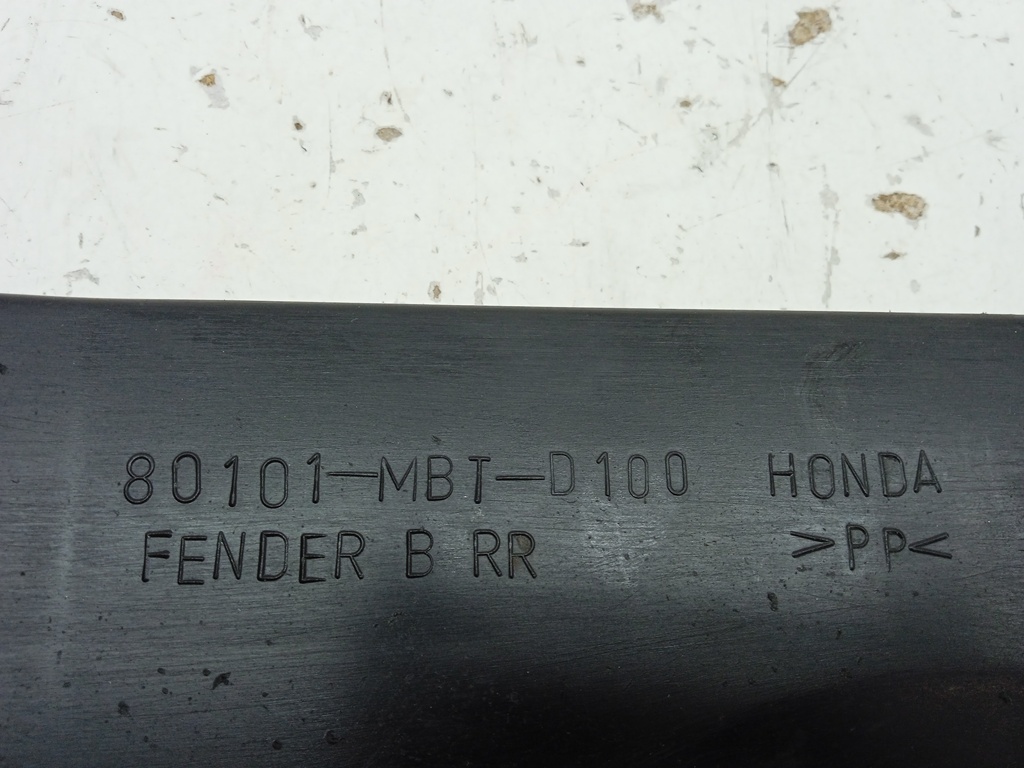 80101-MBT-D100 HONDA
FENDER B RR >PP<